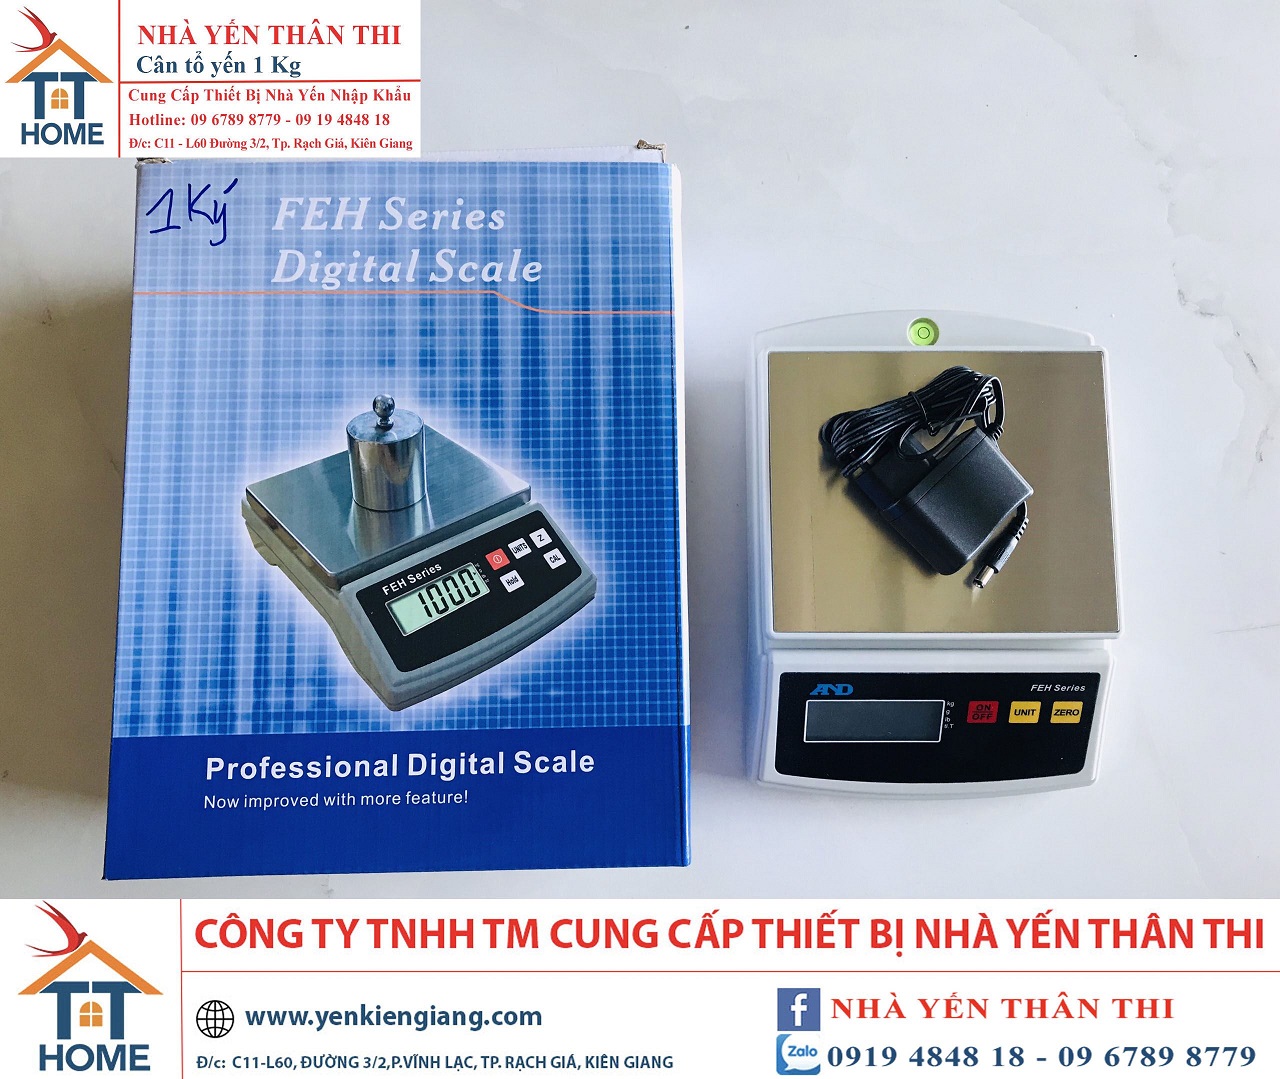 TT
HOME
NHÀ YẾN THÂN THI
Cân tổ yến 1 Kg
Cung Cấp Thiết Bị Nhà Yến Nhập Khẩu
Hotline: 09 6789 8779 - 09 19 4848 18
Đ/c: C11 - L60 Đường 3/2, Tp. Rạch Giá, Kiên Giang
1 Ký
FEH Series
Digital Scale
FEH Series
1000
Hold
UNITS
Z
CAL
Professional Digital Scale
Now improved with more feature!
AND
FEH Series
kg
g
lb
tl.T
ON
OFF
UNIT
ZERO
TT
HOME
CÔNG TY TNHH TM CUNG CẤP THIẾT BỊ NHÀ YẾN THÂN THI
www.yenkiengiang.com
Đ/c: C11-L60, ĐƯỜNG 3/2,P.VĨNH LẠC, TP. RẠCH GIÁ, KIÊN GIANG
f NHÀ YẾN THÂN THI
Zalo 0919 4848 18 - 09 6789 8779